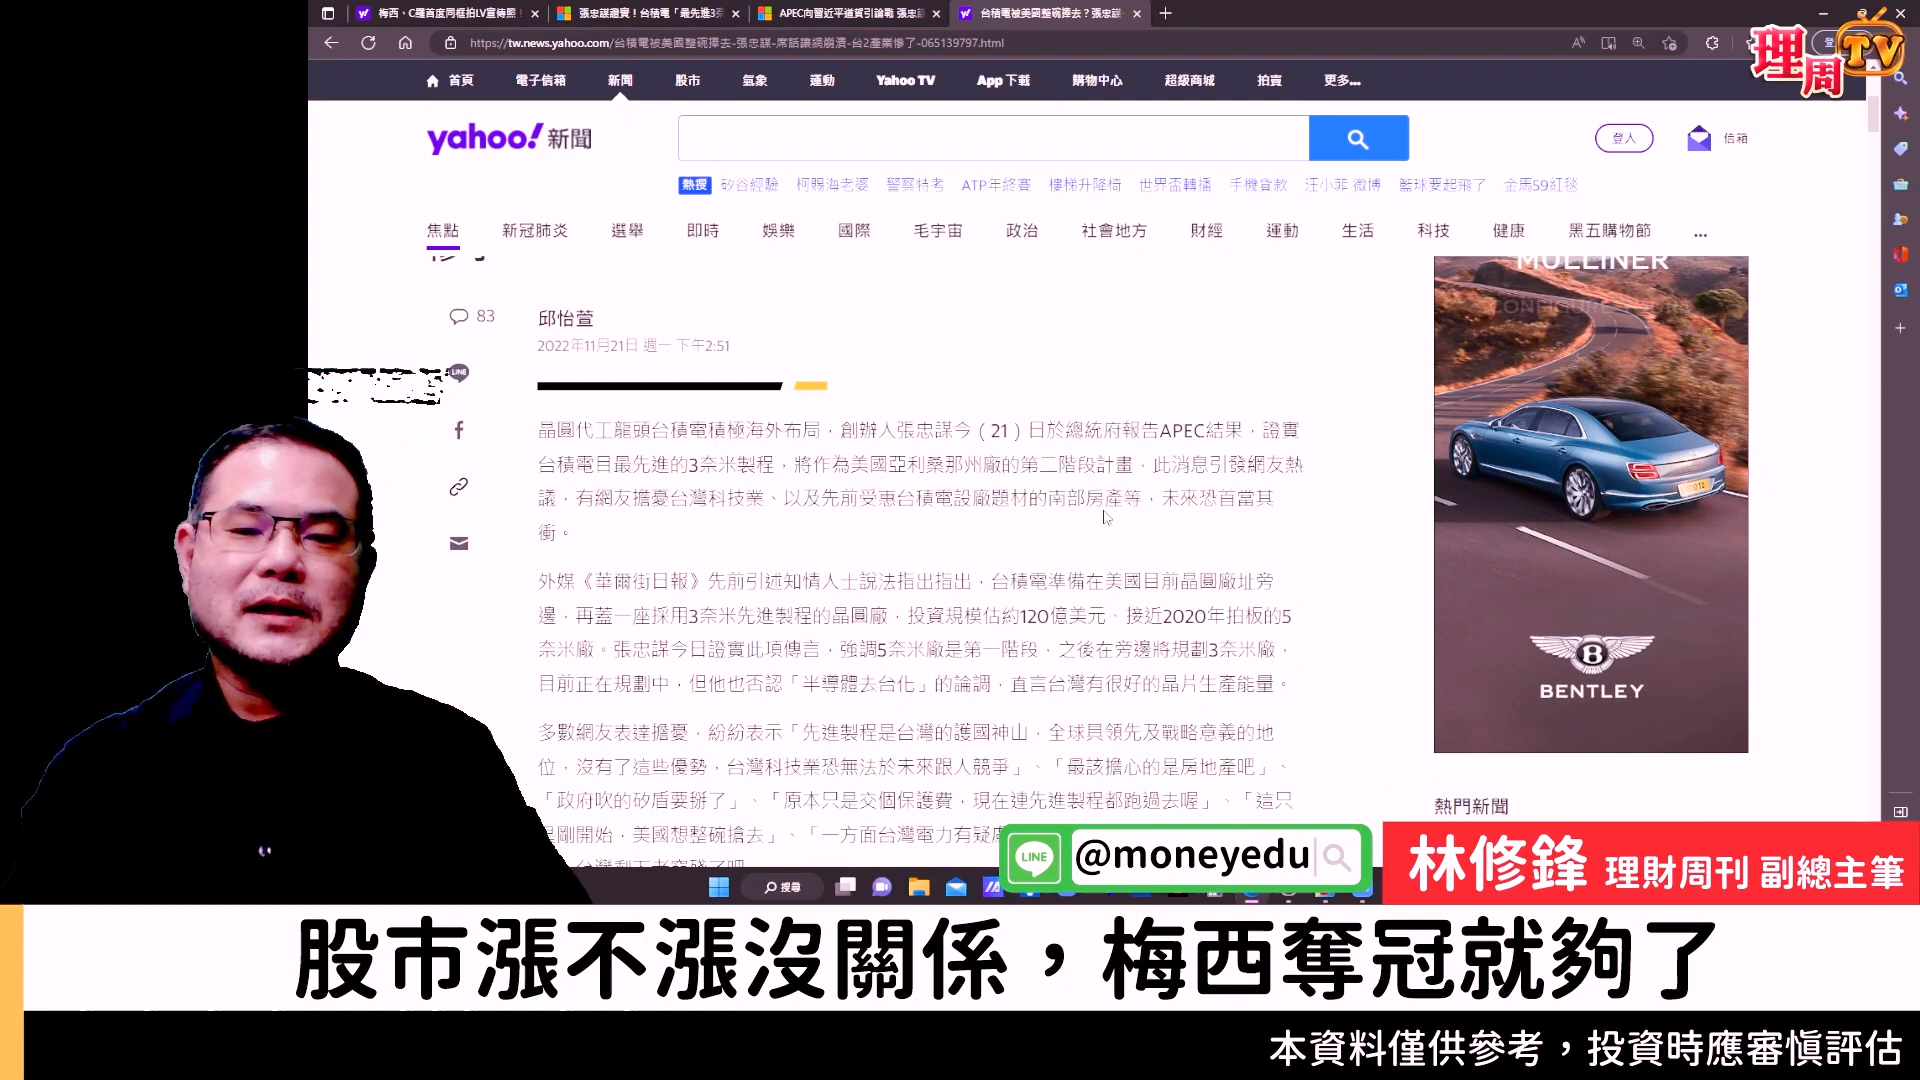 梅西、C羅首度同框拍LV宣傳照
張忠謀證實！台積電「最先進3奈
APEC向習近平道賀引論戰 張忠謀
台積電被美國整碗捧去？張忠謀
https://tw.news.yahoo.com/台積電被美國整碗捧去-張忠謀-席話讓網崩潰-台2產業慘了-065139797.html
理周TV
首頁 電子信箱 新聞 股市 氣象 運動 Yahoo TV App 下載 購物中心 超級商城 拍賣 更多...
yahoo!新聞
登入
信箱
熱搜 矽谷經驗 柯賜海老婆 警察特考 ATP年終賽 樓梯升降椅 世界盃轉播 手機貸款 汪小菲 微博 籃球要起飛了 金馬59紅毯
焦點 新冠肺炎 選舉 即時 娛樂 國際 毛宇宙 政治 社會地方 財經 運動 生活 科技 健康 黑五購物節 ...
83
邱怡萱
2022年11月21日 週一 下午2:51
LINE
晶圓代工龍頭台積電積極海外布局，創辦人張忠謀今（21）日於總統府報告APEC結果，證實
台積電目最先進的3奈米製程，將作為美國亞利桑那州廠的第二階段計畫，此消息引發網友熱
議，有網友擔憂台灣科技業、以及先前受惠台積電設廠題材的南部房產等，未來恐首當其
衝。
外媒《華爾街日報》先前引述知情人士說法指出指出，台積電準備在美國目前晶圓廠址旁
邊，再蓋一座採用3奈米先進製程的晶圓廠，投資規模估約120億美元、接近2020年拍板的5
奈米廠。張忠謀今日證實此項傳言，強調5奈米廠是第一階段、之後在旁邊將規劃3奈米廠，
目前正在規劃中，但他也否認「半導體去台化」的論調，直言台灣有很好的晶片生產能量。
多數網友表達擔憂，紛紛表示「先進製程是台灣的護國神山，全球具領先及戰略意義的地
位，沒有了這些優勢，台灣科技業恐無法於未來跟人競爭」、「最該擔心的是房地產吧」、
「政府吹的矽盾要掰了」、「原本只是交個保護費，現在連先進製程都跑過去喔」、「這只
是剛開始，美國想整碗搶去」、「一方面台灣電力有疑慮
台灣剩下老窮殘了吧
MULLINER
BENTLEY
熱門新聞
搜尋
LINE @moneyedu
林修鋒 理財周刊 副總主筆
股市漲不漲沒關係，梅西奪冠就夠了
本資料僅供參考，投資時應審慎評估